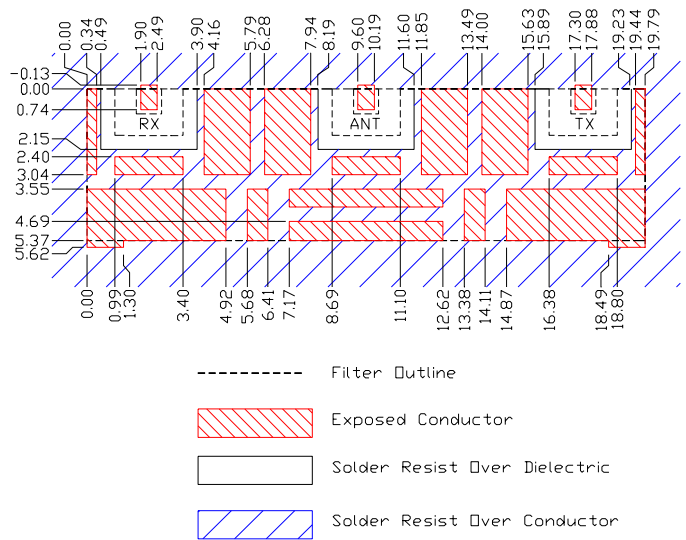 0.00 0.34 0.49 1.90 2.49 3.90 4.16 5.79 6.28 7.94 8.19 9.60 10.19 11.60 11.85 13.49 14.00 15.63 15.89 17.30 17.88 19.23 19.44 19.79
-0.13
0.00
0.74
RX ANT TX
2.15
2.40
3.04
3.55
4.69
5.37
5.62
0.00 0.99 1.30 3.40 4.92 5.68 6.41 7.17 8.69 11.10 12.62 13.38 14.11 14.87 16.38 18.49 18.80
Filter Outline
Exposed Conductor
Solder Resist Over Dielectric
Solder Resist Over Conductor